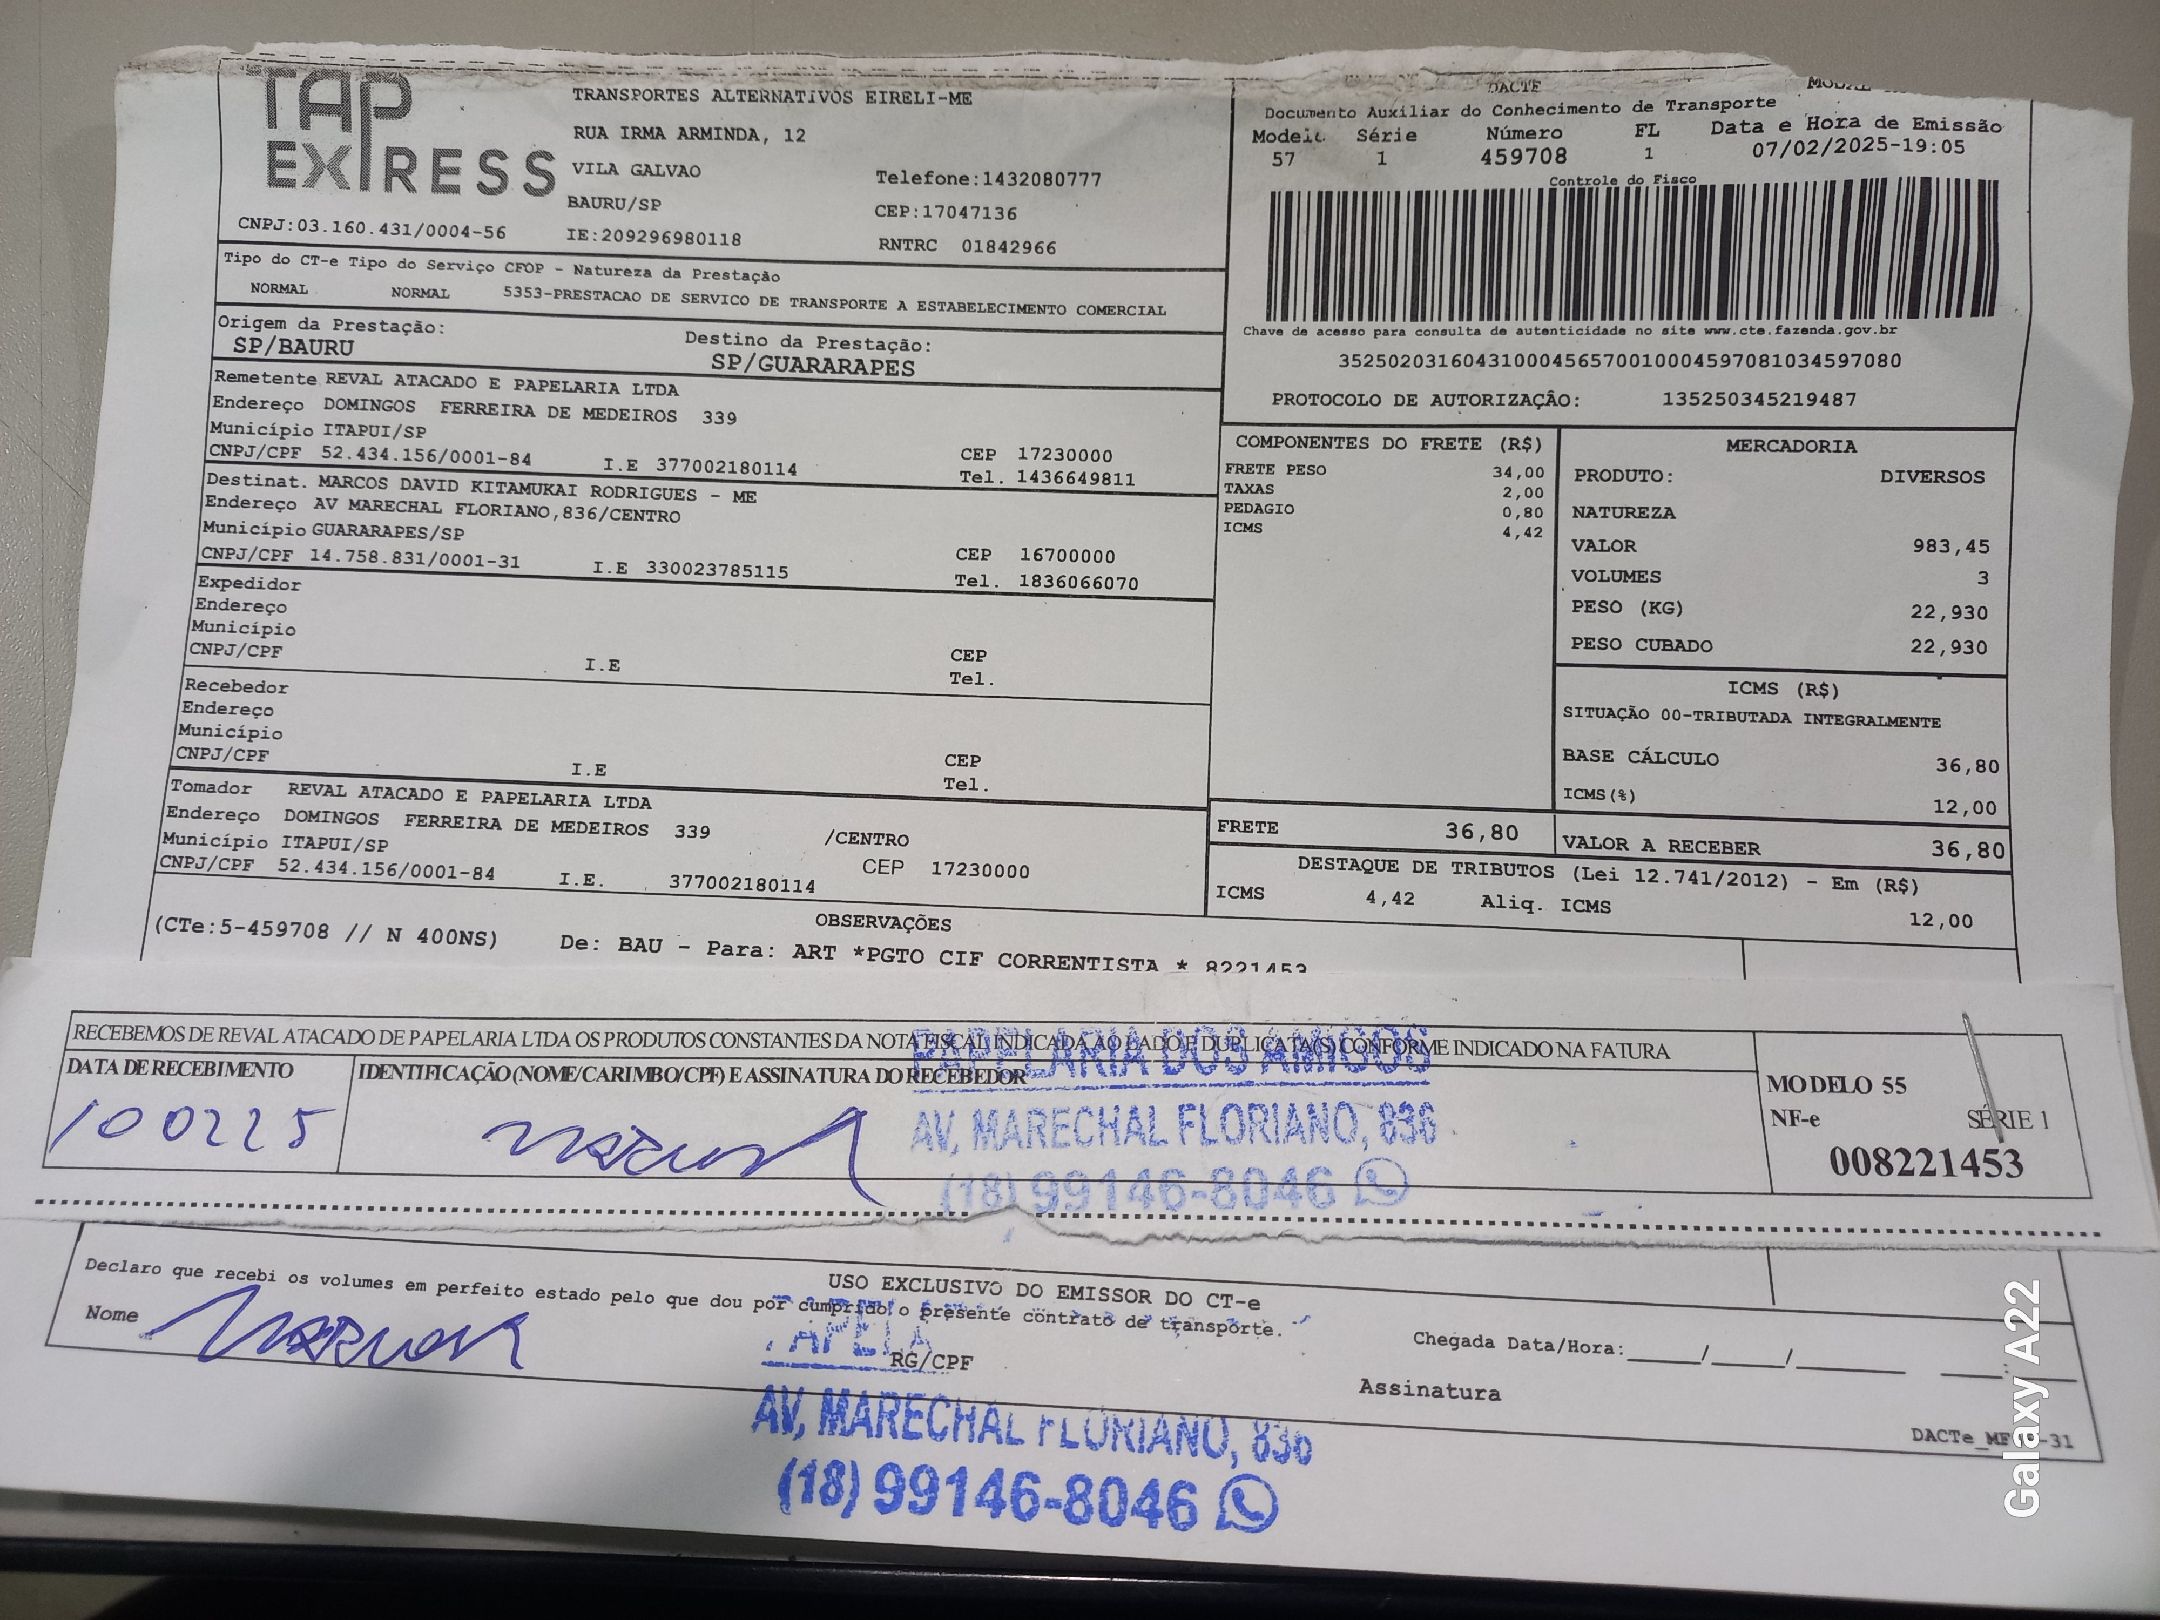 TAP
EXPRESS
TRANSPORTES ALTERNATIVOS EIRELI-ME
RUA IRMA ARMINDA, 12
VILA GALVAO
Telefone:1432080777
BAURU/SP
CEP:17047136
CNPJ:03.160.431/0004-56
IE:209296980118
RNTRC 01842966
DACTE
Documento Auxiliar do Conhecimento de Transporte
Modelo Série Número FL Data e Hora de Emissão
57 1 459708 1 07/02/2025-19:05
Controle do Fisco
Chave de acesso para consulta de autenticidade no site www.cte.fazenda.gov.br
35250203160431000456570010004597081034597080
PROTOCOLO DE AUTORIZAÇÂO: 135250345219487
Tipo do CT-e Tipo do Serviço CFOP - Natureza da Prestação
NORMAL NORMAL 5353-PRESTACAO DE SERVICO DE TRANSPORTE A ESTABELECIMENTO COMERCIAL
Origem da Prestação: Destino da Prestação:
SP/BAURU SP/GUARARAPES
Remetente REVAL ATACADO E PAPELARIA LTDA
Endereço DOMINGOS FERREIRA DE MEDEIROS 339
Município ITAPUI/SP CEP 17230000
CNPJ/CPF 52.434.156/0001-84 I.E 377002180114 Tel. 1436649811
Destinat. MARCOS DAVID KITAMUKAI RODRIGUES - ME
Endereço AV MARECHAL FLORIANO,836/CENTRO
Município GUARARAPES/SP CEP 16700000
CNPJ/CPF 14.758.831/0001-31 I.E 330023785115 Tel. 1836066070
Expedidor
Endereço
Município CEP
CNPJ/CPF I.E Tel.
Recebedor
Endereço
Município CEP
CNPJ/CPF I.E Tel.
Tomador REVAL ATACADO E PAPELARIA LTDA
Endereço DOMINGOS FERREIRA DE MEDEIROS 339 /CENTRO
Município ITAPUI/SP CEP 17230000
CNPJ/CPF 52.434.156/0001-84 I.E. 377002180114
COMPONENTES DO FRETE (R$)
FRETE PESO 34,00
TAXAS 2,00
PEDAGIO 0,80
ICMS 4,42
MERCADORIA
PRODUTO: DIVERSOS
NATUREZA
VALOR 983,45
VOLUMES 3
PESO (KG) 22,930
PESO CUBADO 22,930
ICMS (R$)
SITUAÇÃO 00-TRIBUTADA INTEGRALMENTE
BASE CÁLCULO 36,80
ICMS(%) 12,00
FRETE 36,80
VALOR A RECEBER 36,80
DESTAQUE DE TRIBUTOS (Lei 12.741/2012) - Em (R$)
ICMS 4,42 Aliq. ICMS 12,00
OBSERVAÇÕES
(CTe:5-459708 // N 400NS) De: BAU - Para: ART *PGTO CIF CORRENTISTA * 8221453
RECEBEMOS DE REVAL ATACADO DE PAPELARIA LTDA OS PRODUTOS CONSTANTES DA NOTA FISCAL INDICADA AO LADO E DUPLICATA(S) CONFORME INDICADO NA FATURA
DATA DE RECEBIMENTO
IDENTIFICAÇÃO (NOME/CARIMBO/CPF) E ASSINATURA DO RECEBEDOR
100225
PAPELARIA DOS AMIGOS
AV, MARECHAL FLORIANO, 836
(18) 99146-8046
MODELO 55
NF-e SÉRIE 1
008221453
USO EXCLUSIVO DO EMISSOR DO CT-e
Declaro que recebi os volumes em perfeito estado pelo que dou por cumprido o presente contrato de transporte.
Nome
RG/CPF
Chegada Data/Hora:____/____/______ ____:____
Assinatura
PAPELA
AV, MARECHAL FLORIANO, 836
(18) 99146-8046
Galaxy A22